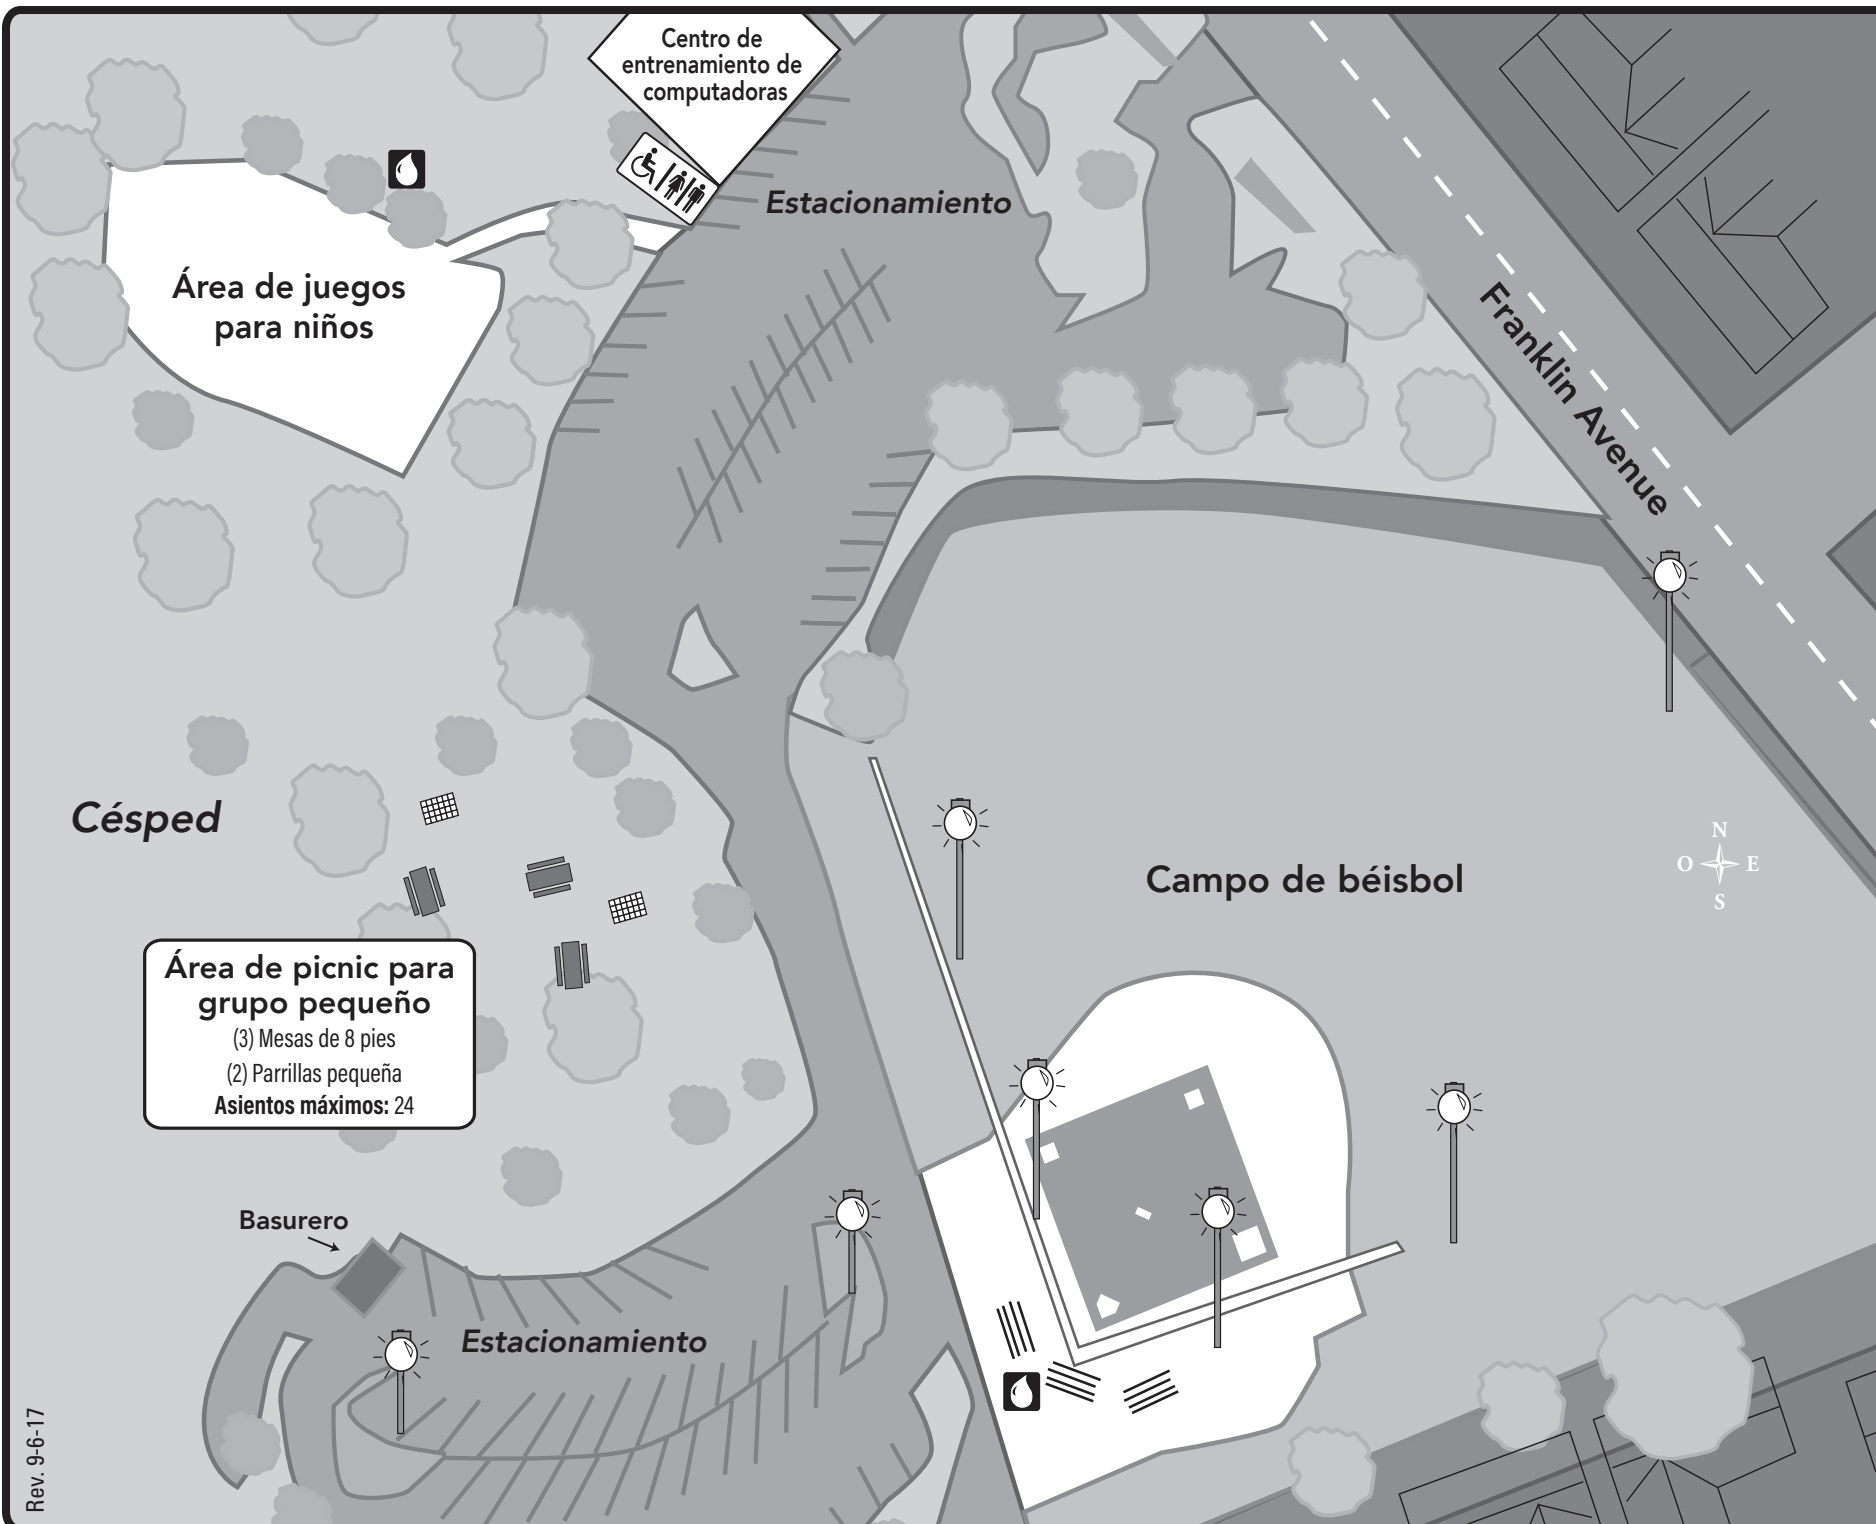 Centro de
entrenamiento de
computadoras
Estacionamiento
Área de juegos
para niños
Franklin Avenue
Césped
Campo de béisbol
N
O E
S
Área de picnic para
grupo pequeño
(3) Mesas de 8 pies
(2) Parrillas pequeña
Asientos máximos: 24
Basurero
Estacionamiento
Rev. 9-6-17